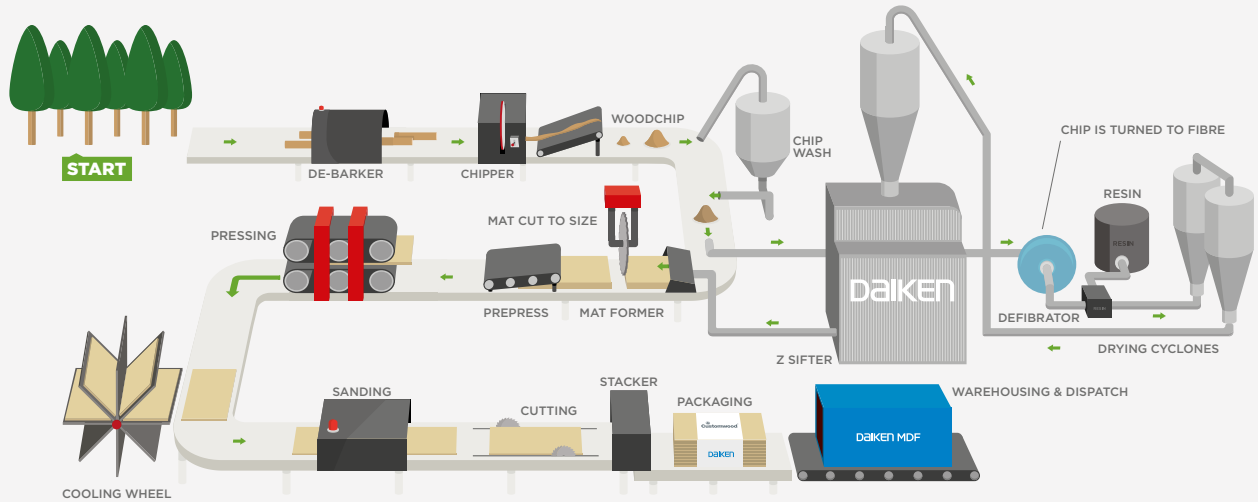 START
DE-BARKER
CHIPPER
WOODCHIP
CHIP
WASH
CHIP IS TURNED TO FIBRE
RESIN
RESIN
DEFIBRATOR
DRYING CYCLONES
DAIKEN
Z SIFTER
MAT CUT TO SIZE
MAT FORMER
PREPRESS
PRESSING
COOLING WHEEL
SANDING
CUTTING
STACKER
PACKAGING
Customwood
DAIKEN
WAREHOUSING & DISPATCH
DAIKEN MDF